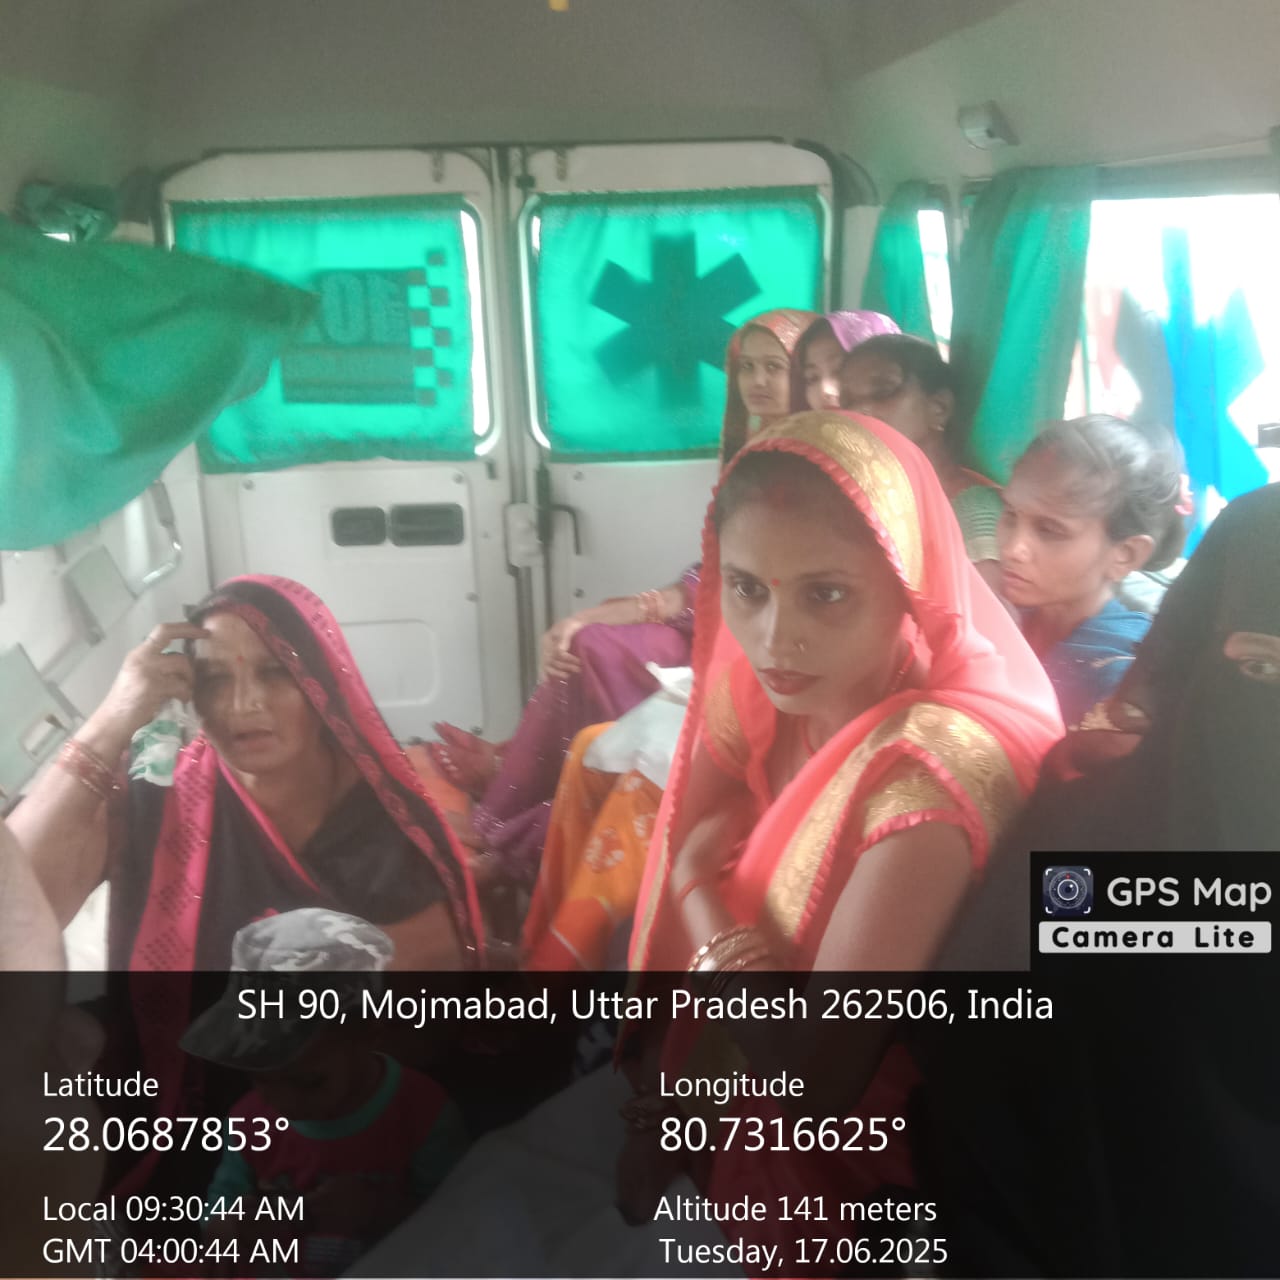 10
GPS Map
Camera Lite
SH 90, Mojmabad, Uttar Pradesh 262506, India
Latitude
28.0687853°
Longitude
80.7316625°
Local 09:30:44 AM
GMT 04:00:44 AM
Altitude 141 meters
Tuesday, 17.06.2025